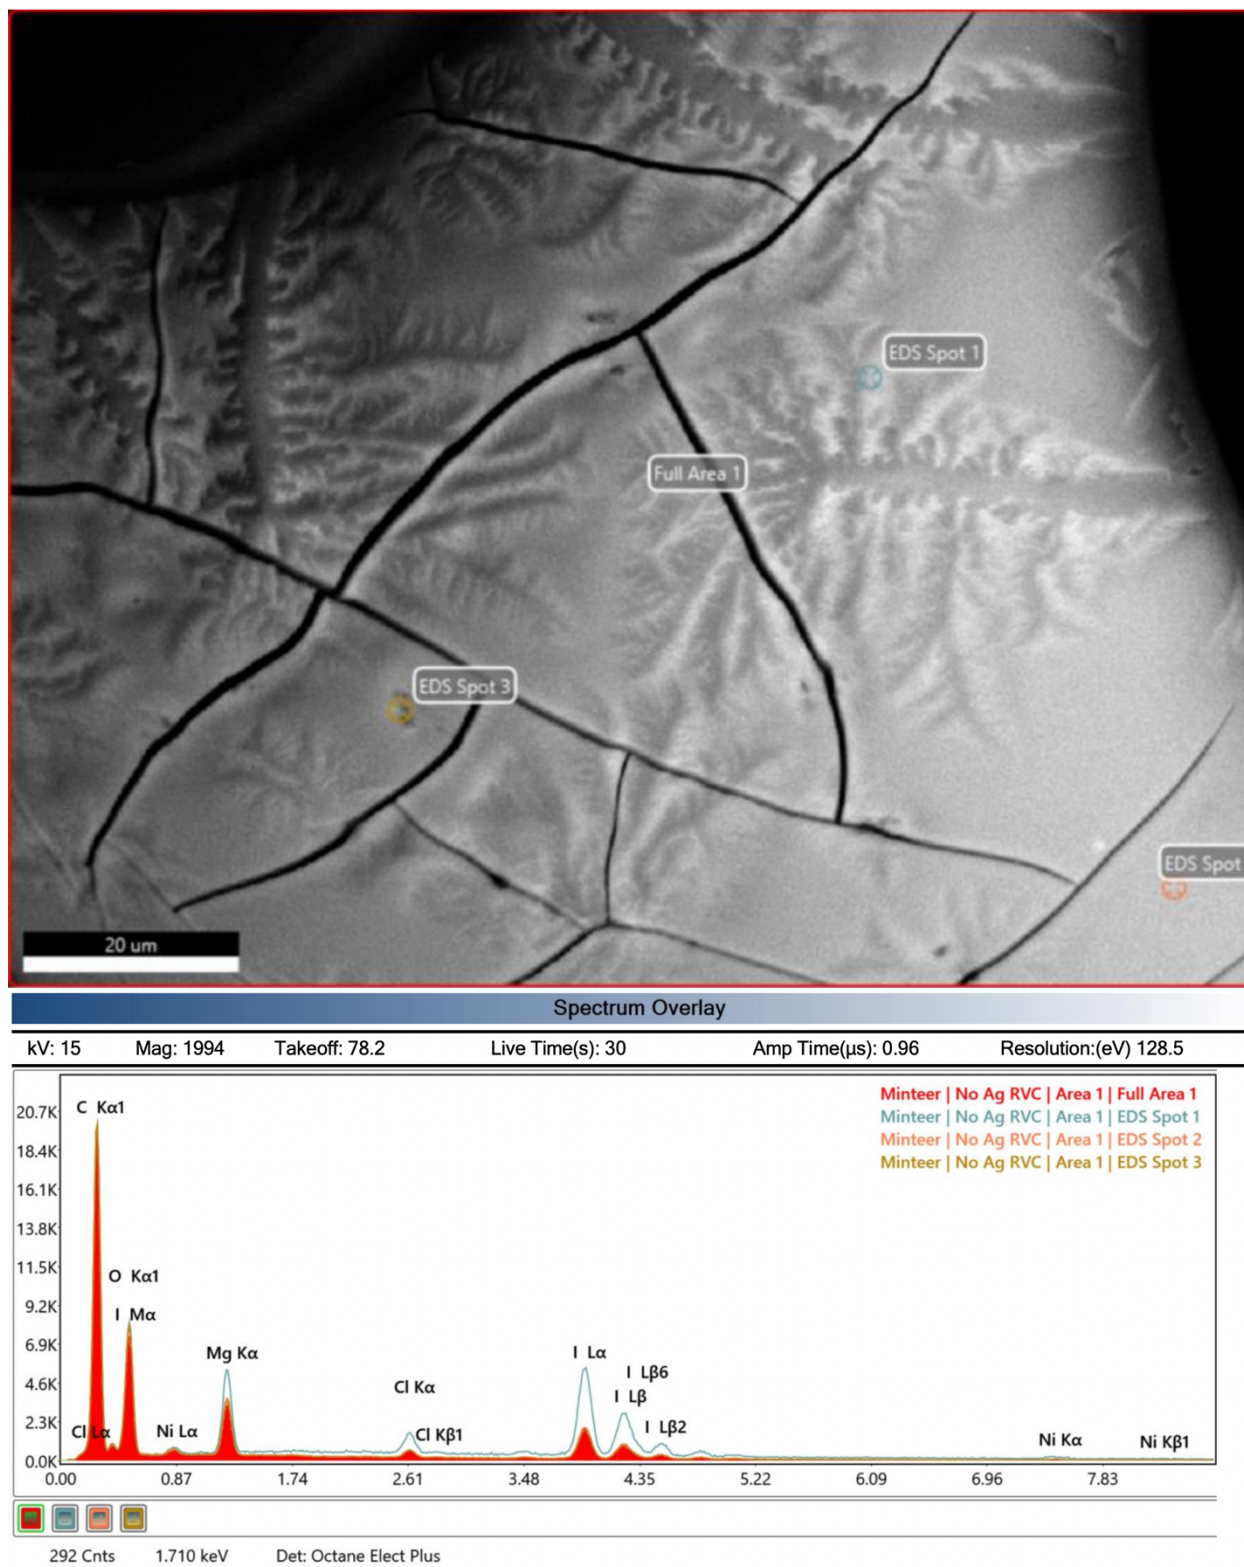 EDS Spot 1
Full Area 1
EDS Spot 3
EDS Spot
20 um
Spectrum Overlay
kV: 15 Mag: 1994 Takeoff: 78.2 Live Time(s): 30 Amp Time(µs): 0.96 Resolution:(eV) 128.5
Minteer | No Ag RVC | Area 1 | Full Area 1
Minteer | No Ag RVC | Area 1 | EDS Spot 1
Minteer | No Ag RVC | Area 1 | EDS Spot 2
Minteer | No Ag RVC | Area 1 | EDS Spot 3
20.7K
18.4K
16.1K
13.8K
11.5K
9.2K
6.9K
4.6K
2.3K
0.0K
C Kα1
O Kα1
I Mα
Cl Lα
Ni Lα
Mg Kα
Cl Kα
Cl Kβ1
I Lα
I Lβ6
I Lβ
I Lβ2
Ni Kα
Ni Kβ1
0.00 0.87 1.74 2.61 3.48 4.35 5.22 6.09 6.96 7.83
292 Cnts 1.710 keV Det: Octane Elect Plus